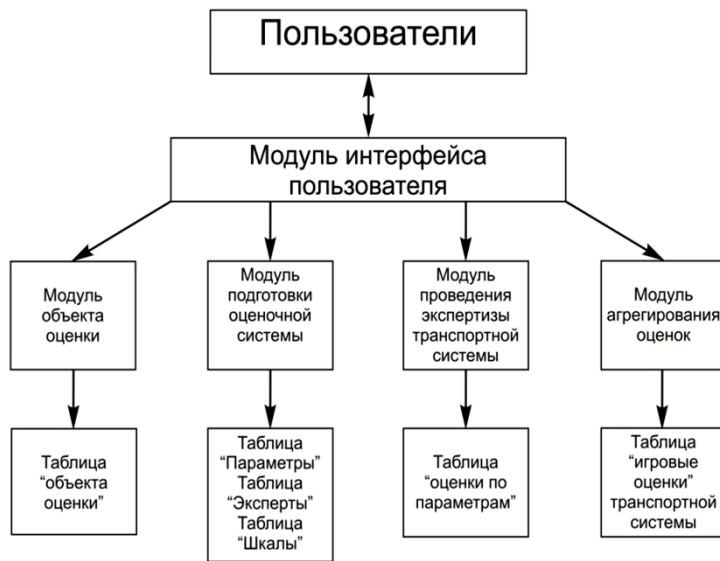 Пользователи
Модуль интерфейса
пользователя
Модуль
объекта
оценки
Модуль
подготовки
оценочной
системы
Модуль
проведения
экспертизы
транспортной
системы
Модуль
агрегирования
оценок
Таблица
“объекта
оценки”
Таблица
“Параметры”
Таблица
“Эксперты”
Таблица
“Шкалы”
Таблица
“оценки по
параметрам”
Таблица
“игровые
оценки”
транспортной
системы